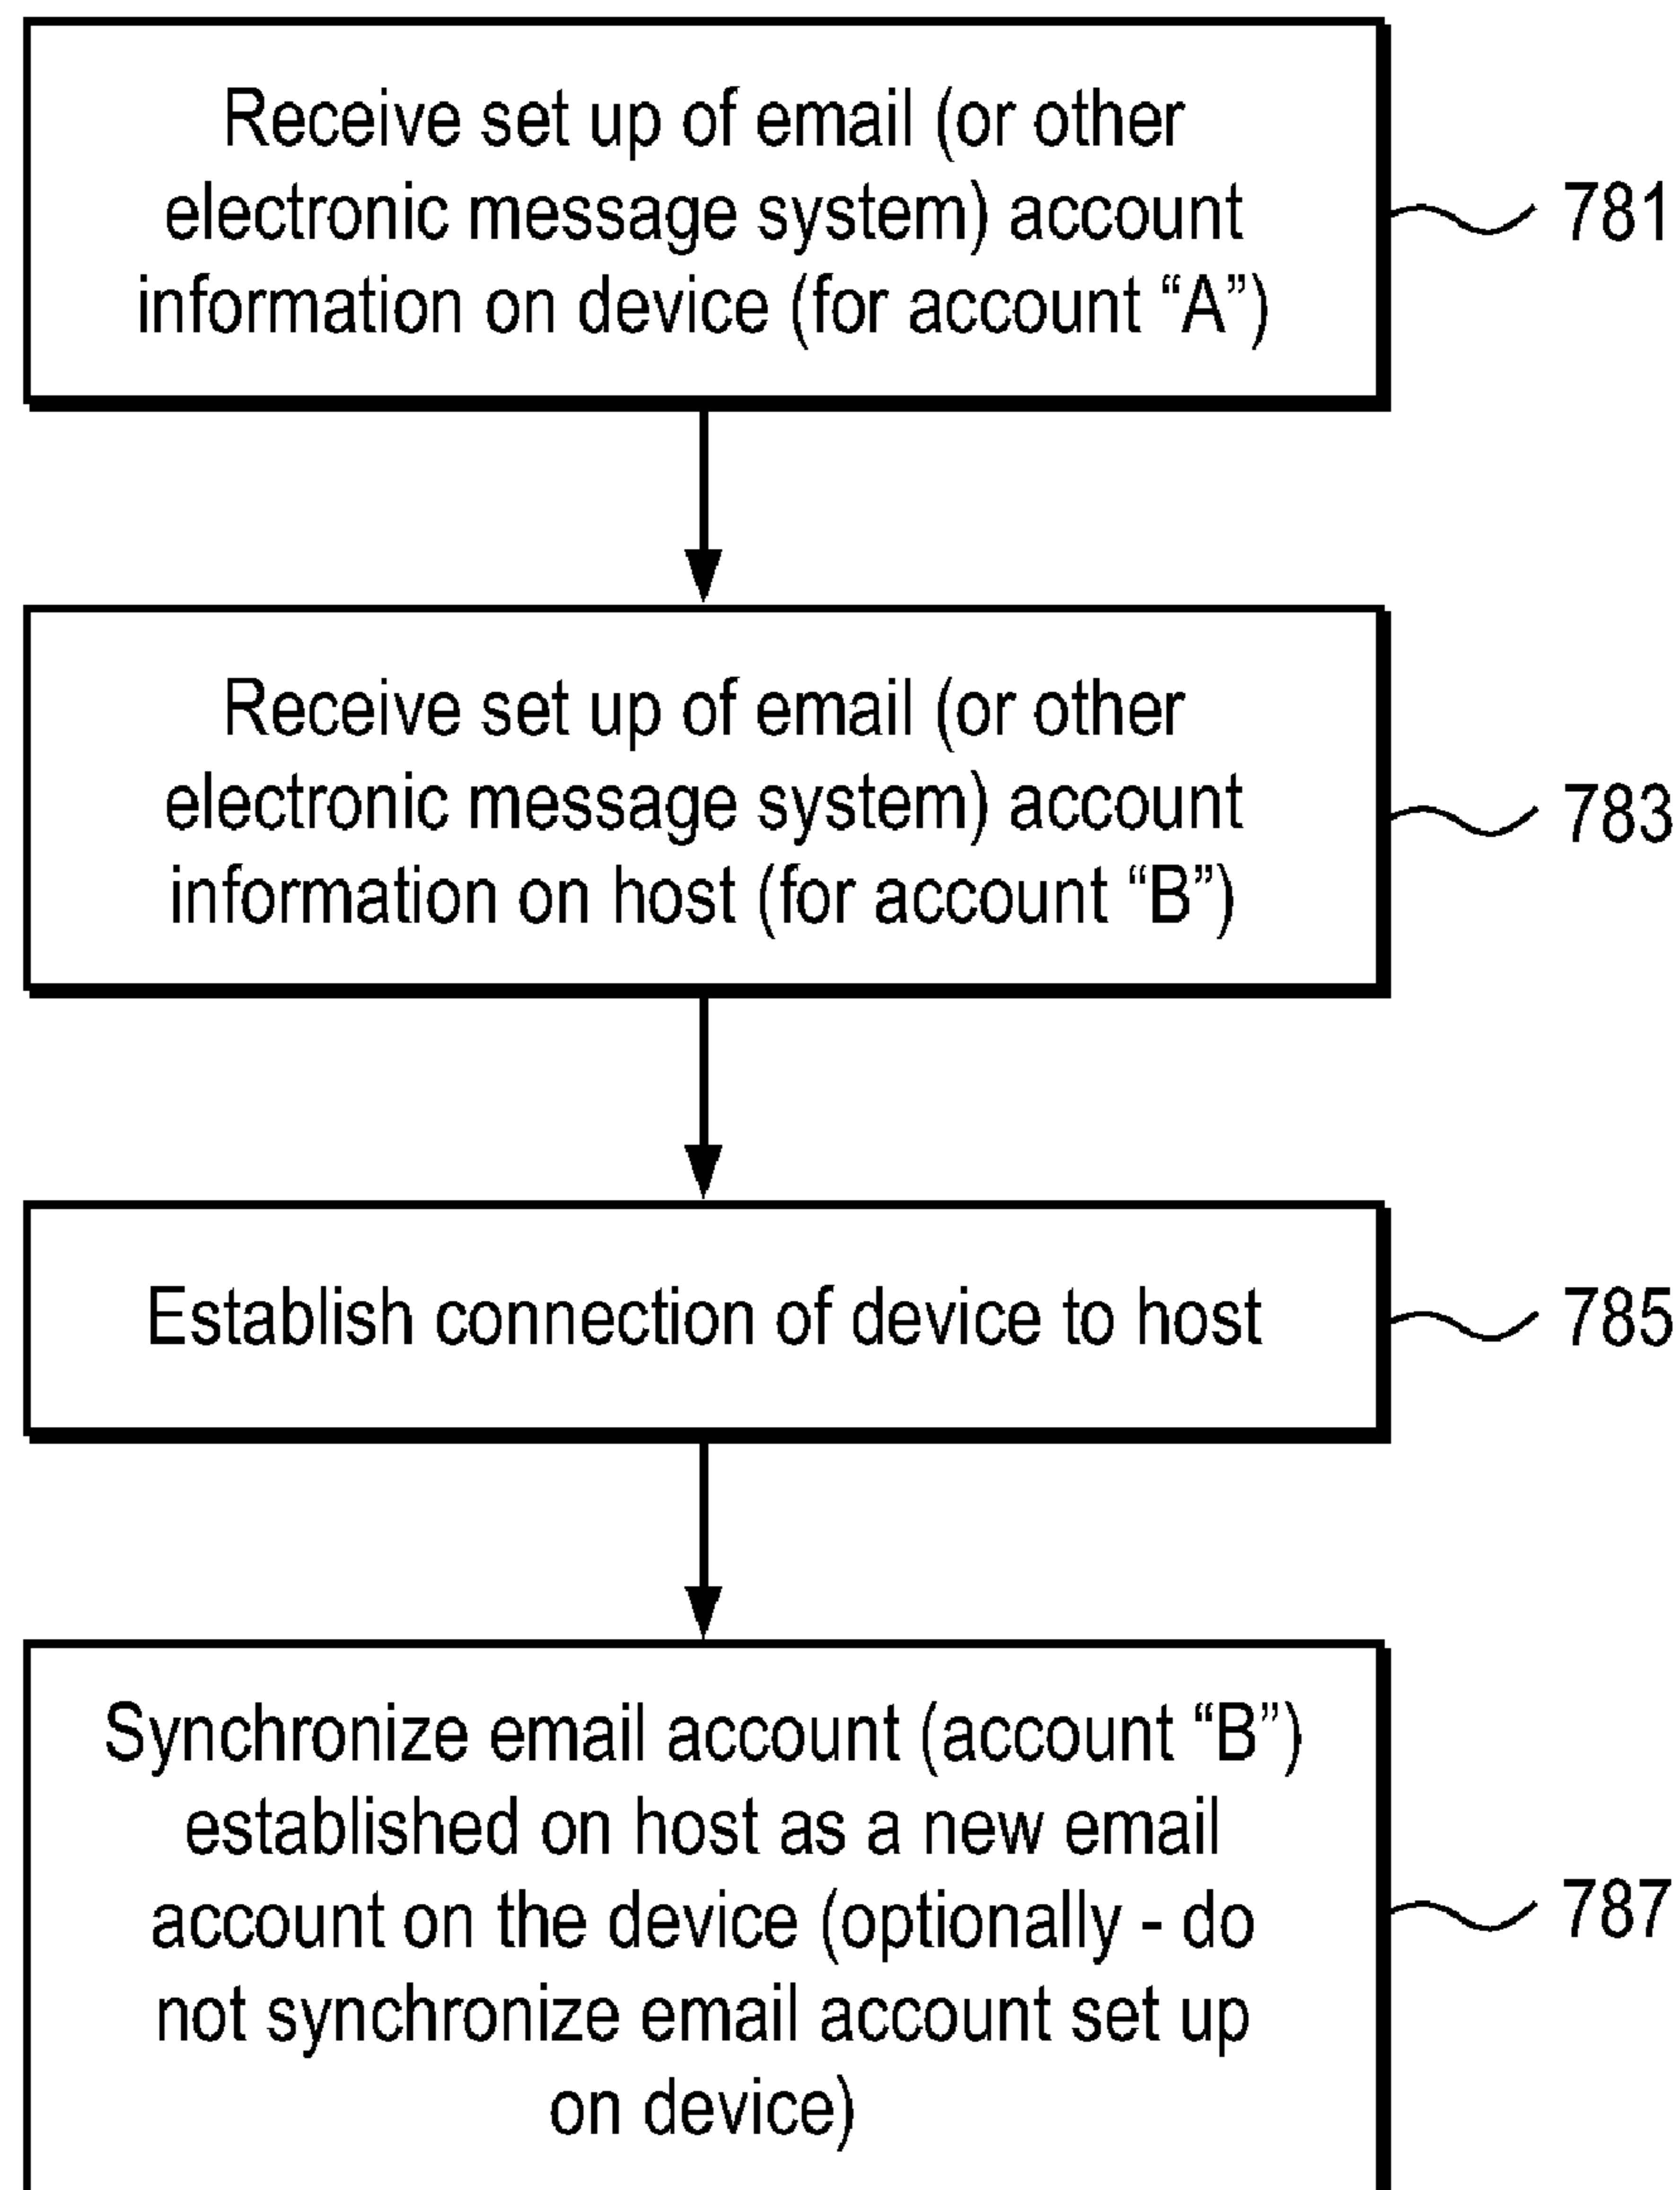 Receive set up of email (or other
electronic message system) account
information on device (for account “A”)
781
Receive set up of email (or other
electronic message system) account
information on host (for account “B”)
783
Establish connection of device to host
785
Synchronize email account (account “B”)
established on host as a new email
account on the device (optionally - do
not synchronize email account set up
on device)
787